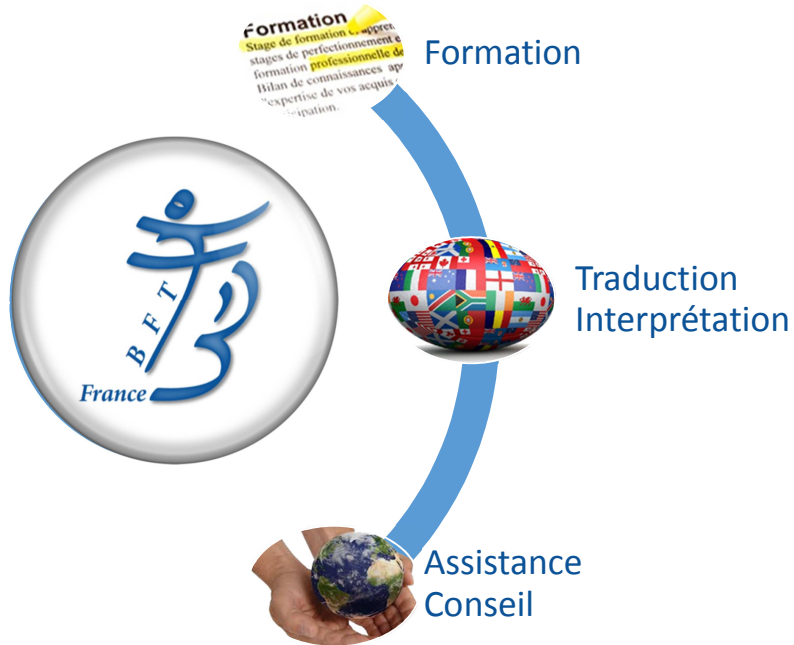 Formation
Stage de formation
stages de perfectionnement
formation professionnelle de
Bilan de connaissances
expertise de vos acquis
Formation
B F T
France
Traduction
Interprétation
Assistance
Conseil